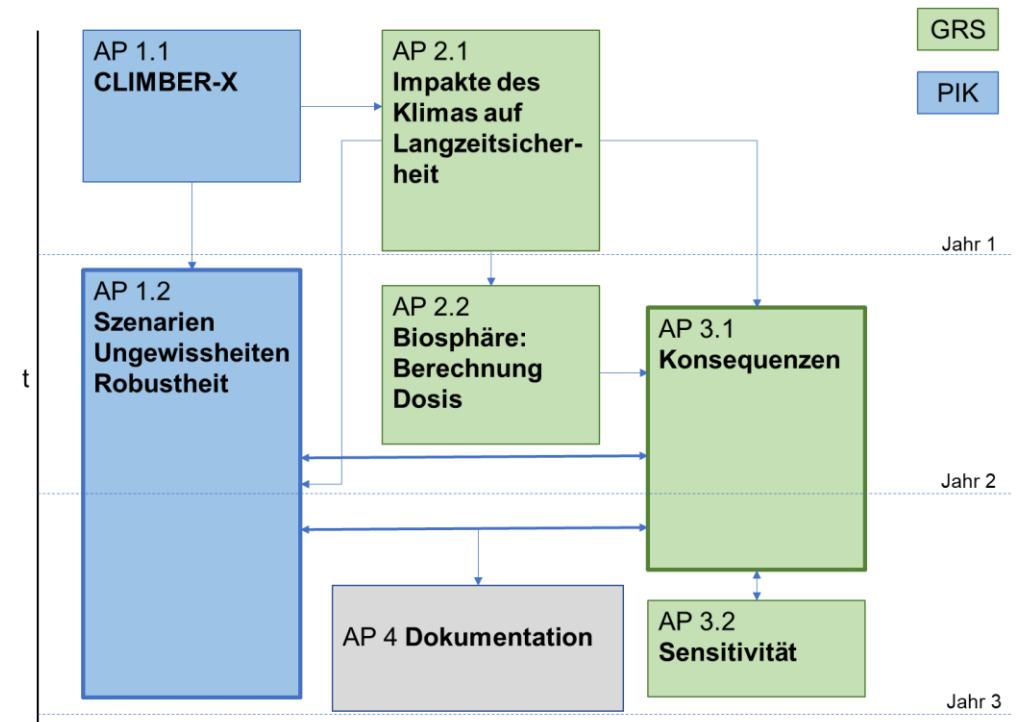 GRS
PIK
AP 1.1
CLIMBER-X
AP 2.1
Impakte des
Klimas auf
Langzeitsicher-
heit
Jahr 1
AP 1.2
Szenarien
Ungewissheiten
Robustheit
AP 2.2
Biosphäre:
Berechnung
Dosis
AP 3.1
Konsequenzen
t
Jahr 2
AP 4 Dokumentation
AP 3.2
Sensitivität
Jahr 3